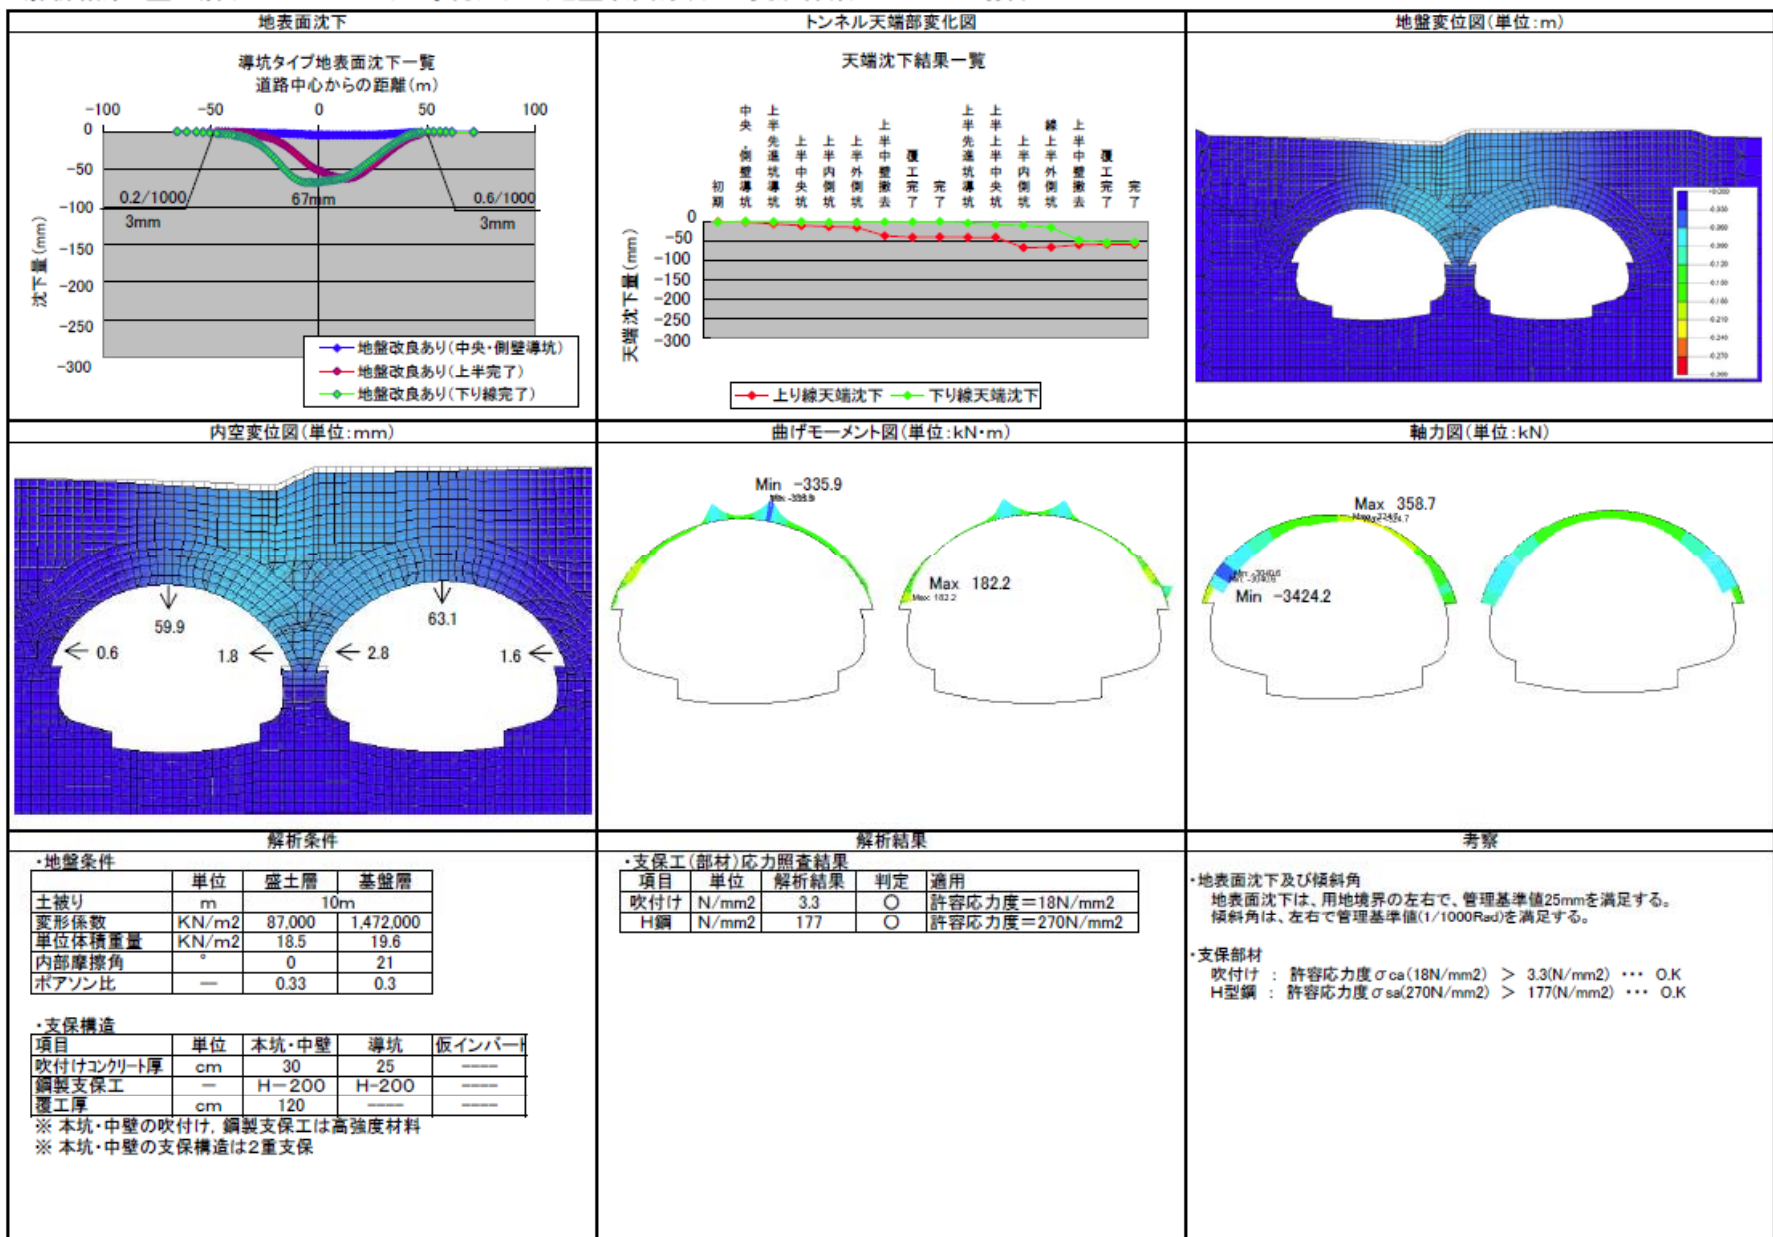 地表面沈下
導坑タイプ地表面沈下一覧
道路中心からの距離(m)
-100 -50 0 50 100
0
-50
-100
-150
-200
-250
-300
沈下量(mm)
0.2/1000
3mm
67mm
0.6/1000
3mm
地盤改良あり(中央・側壁導坑)
地盤改良あり(上半完了)
地盤改良あり(下り線完了)
トンネル天端部変化図
天端沈下結果一覧
初期
中央・側壁導坑
上半先進坑導坑
上半中央坑
上半内側坑
上半外側坑
上半中壁撤去
覆工完了
完了
上半先進坑導坑
上半上半中央坑
上半内側坑
線上半外側坑
上半中壁撤去
覆工完了
完了
0
-50
-100
-150
-200
-250
-300
天端沈下量(mm)
上り線天端沈下
下り線天端沈下
地盤変位図(単位:m)
-0.120
-0.180
-0.210
-0.240
-0.270
-0.300
内空変位図(単位:mm)
59.9
63.1
0.6
1.8
2.8
1.6
曲げモーメント図(単位:kN・m)
Min -335.9
Max 182.2
Max 182.2
軸力図(単位:kN)
Max 358.7
Min -3424.2
解析条件
・地盤条件
単位 盛土層 基盤層
土被り m 10m
変形係数 KN/m2 87,000 1,472,000
単位体積重量 KN/m2 18.5 19.6
内部摩擦角 ° 0 21
ポアソン比 — 0.33 0.3
・支保構造
項目 単位 本坑・中壁 導坑 仮インバート
吹付けコンクリート厚 cm 30 25 ----
鋼製支保工 — H-200 H-200 ----
覆工厚 cm 120 ---- ----
※ 本坑・中壁の吹付け, 鋼製支保工は高強度材料
※ 本坑・中壁の支保構造は2重支保
解析結果
・支保工(部材)応力照査結果
項目 単位 解析結果 判定 適用
吹付け N/mm2 3.3 ○ 許容応力度=18N/mm2
H鋼 N/mm2 177 ○ 許容応力度=270N/mm2
考察
・地表面沈下及び傾斜角
地表面沈下は、用地境界の左右で、管理基準値25mmを満足する。
傾斜角は、左右で管理基準値(1/1000Rad)を満足する。
・支保部材
吹付け : 許容応力度σca(18N/mm2) > 3.3(N/mm2) ・・・ O.K
H型鋼 : 許容応力度σsa(270N/mm2) > 177(N/mm2) ・・・ O.K